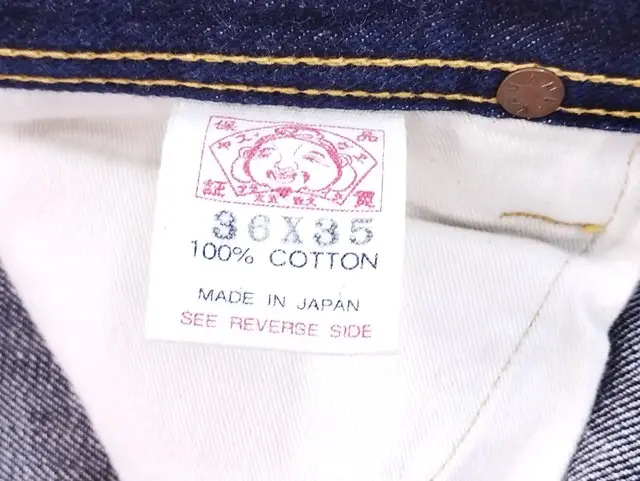 36X35
100% COTTON
MADE IN JAPAN
SEE REVERSE SIDE